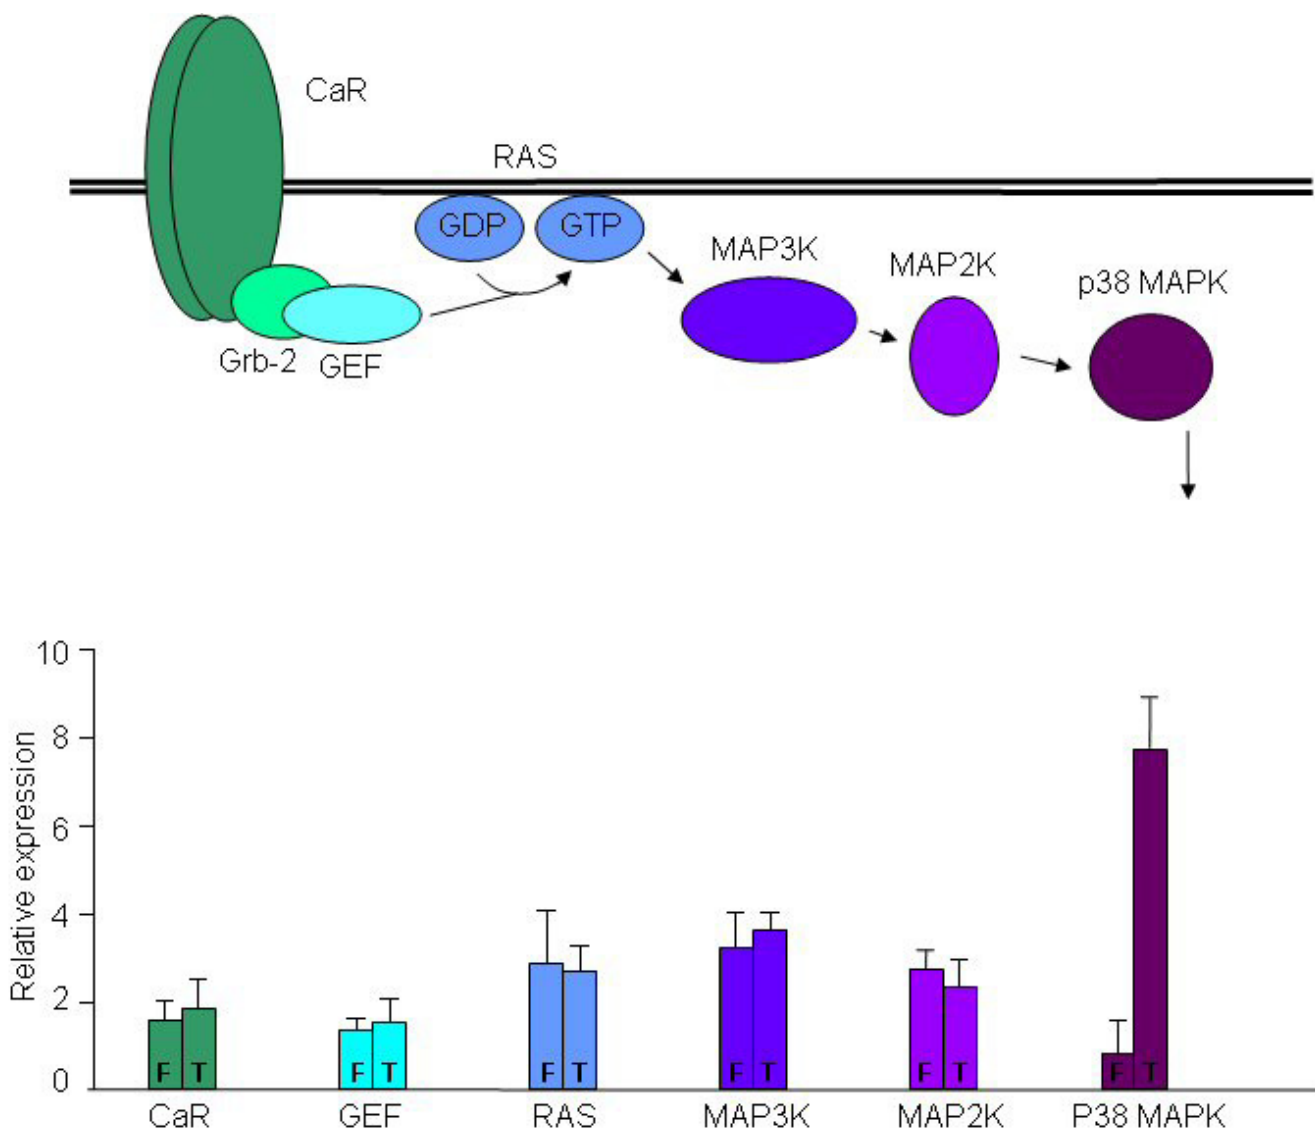 CaR
RAS
GDP
GTP
MAP3K
MAP2K
p38 MAPK
Grb-2
GEF
10
8
6
4
2
0
Relative expression
F T
F T
F T
F T
F T
F T
CaR
GEF
RAS
MAP3K
MAP2K
P38 MAPK